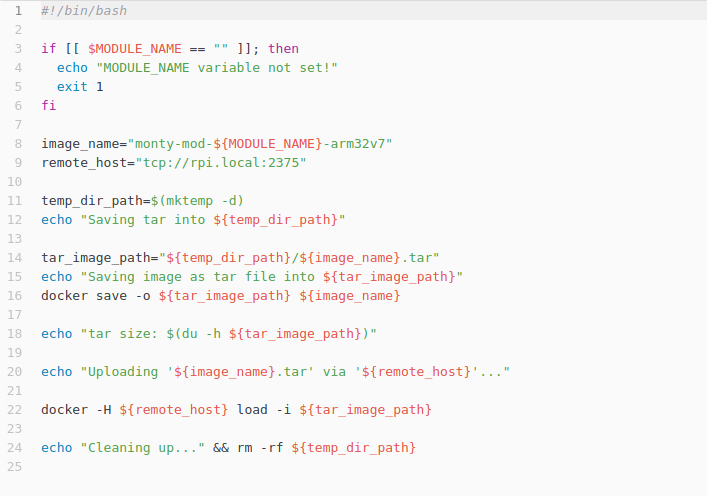 1 #!/bin/bash
2
3 if [[ $MODULE_NAME == "" ]]; then
4   echo "MODULE_NAME variable not set!"
5   exit 1
6 fi
7
8 image_name="monty-mod-${MODULE_NAME}-arm32v7"
9 remote_host="tcp://rpi.local:2375"
10
11 temp_dir_path=$(mktemp -d)
12 echo "Saving tar into ${temp_dir_path}"
13
14 tar_image_path="${temp_dir_path}/${image_name}.tar"
15 echo "Saving image as tar file into ${tar_image_path}"
16 docker save -o ${tar_image_path} ${image_name}
17
18 echo "tar size: $(du -h ${tar_image_path})"
19
20 echo "Uploading '${image_name}.tar' via '${remote_host}'..."
21
22 docker -H ${remote_host} load -i ${tar_image_path}
23
24 echo "Cleaning up..." && rm -rf ${temp_dir_path}
25